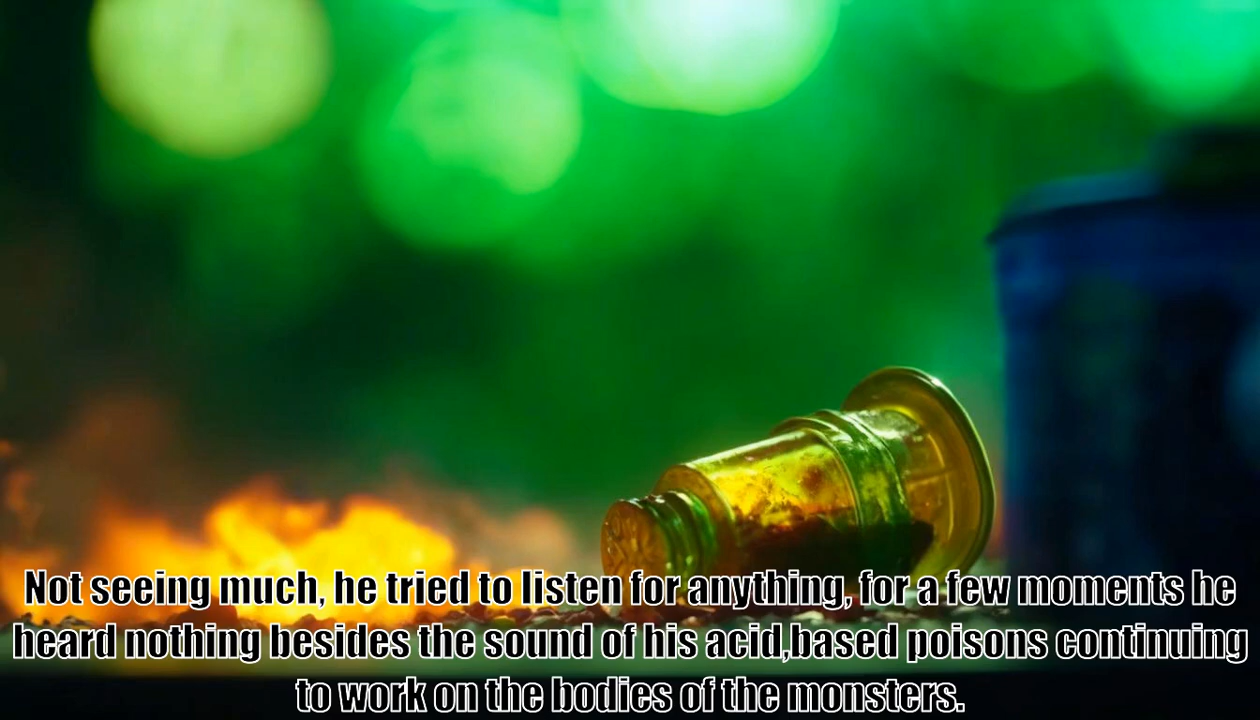 Not seeing much, he tried to listen for anything, for a few moments he
heard nothing besides the sound of his acid,based poisons continuing
to work on the bodies of the monsters.